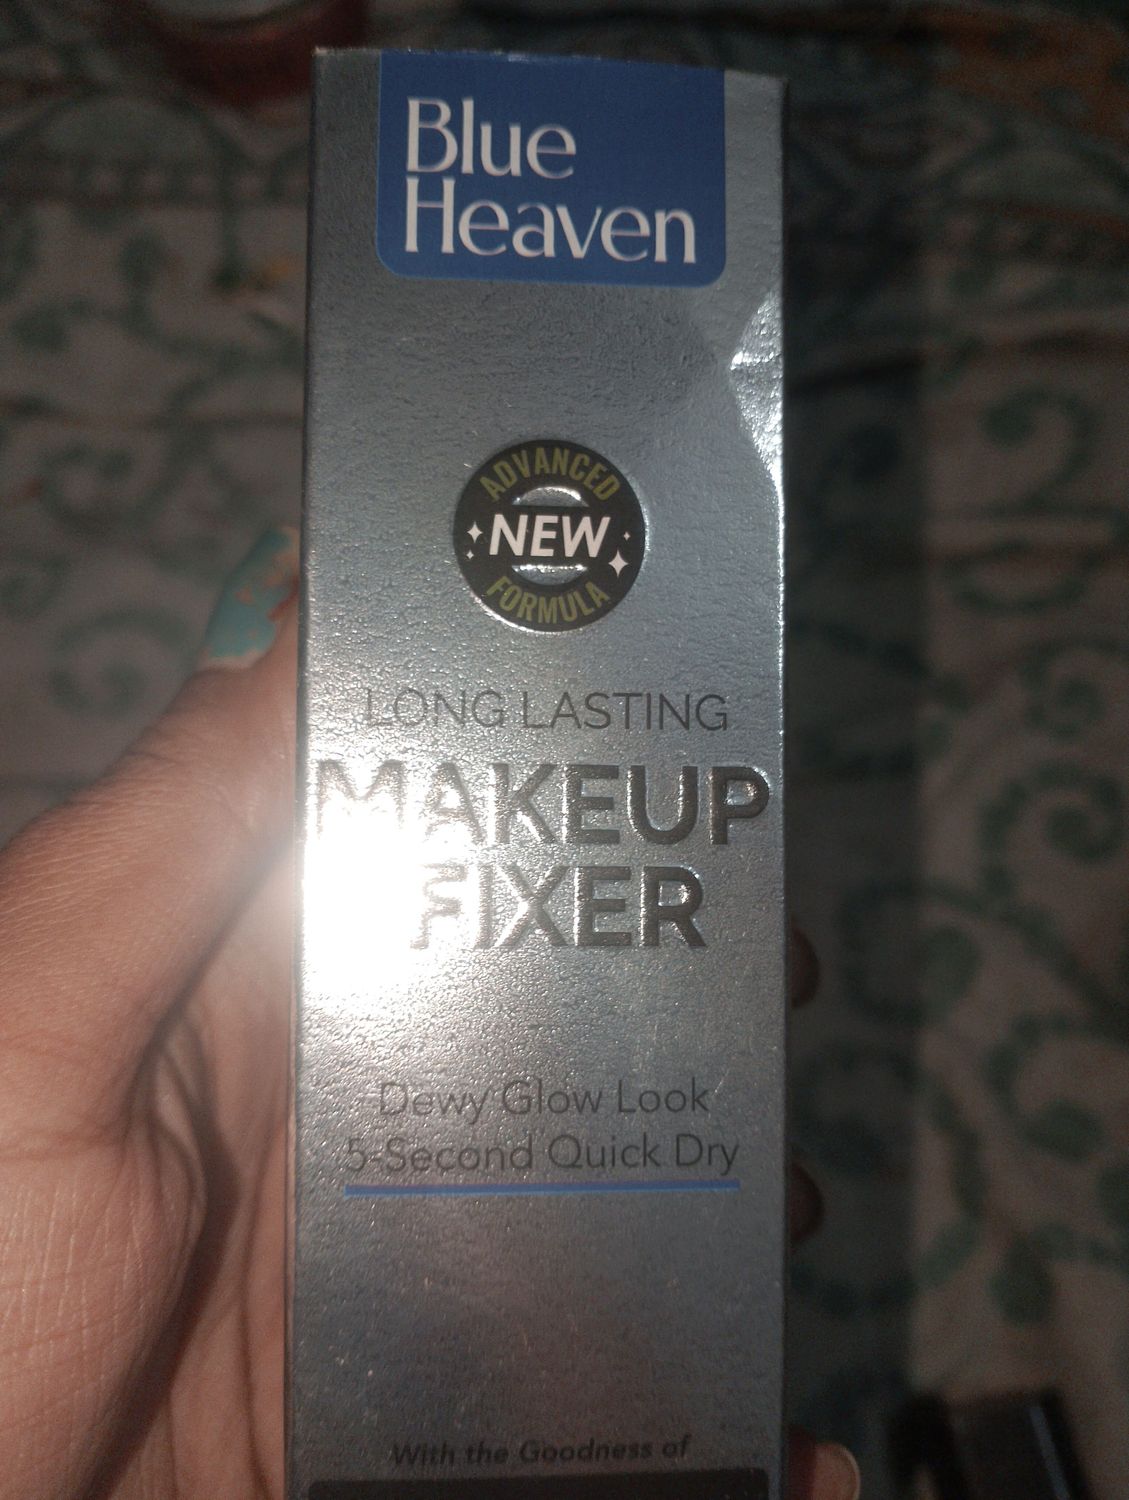 Blue
Heaven
ADVANCED
NEW
FORMULA
LONG LASTING
MAKEUP
FIXER
Dewy Glow Look
5-Second Quick Dry
With the Goodness of